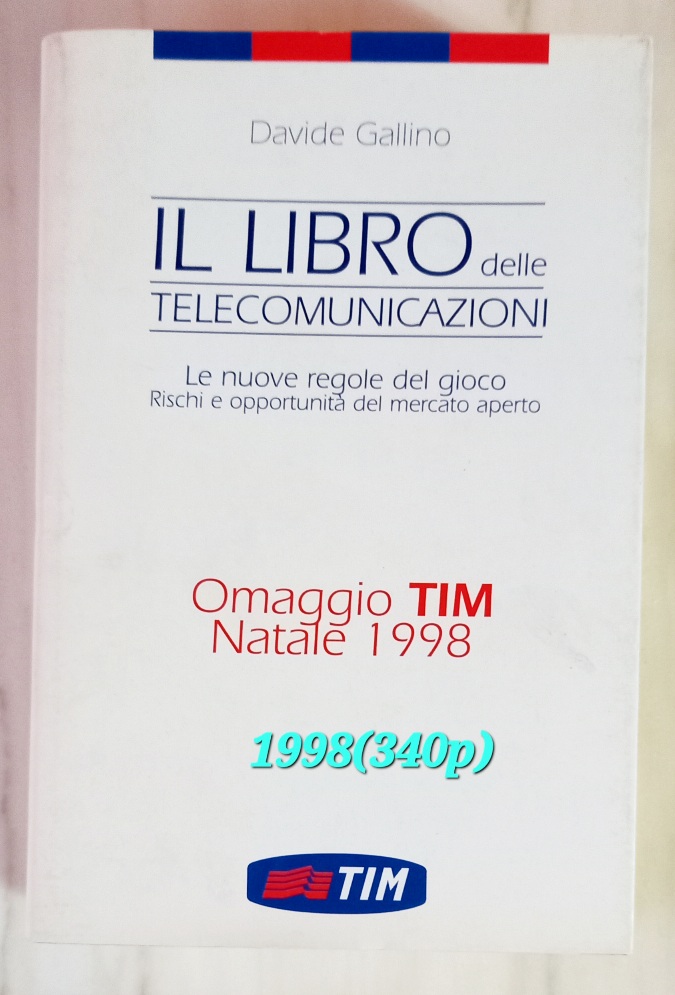 Davide Gallino
IL LIBRO delle
TELECOMUNICAZIONI
Le nuove regole del gioco
Rischi e opportunità del mercato aperto
Omaggio TIM
Natale 1998
1998(340p)
TIM